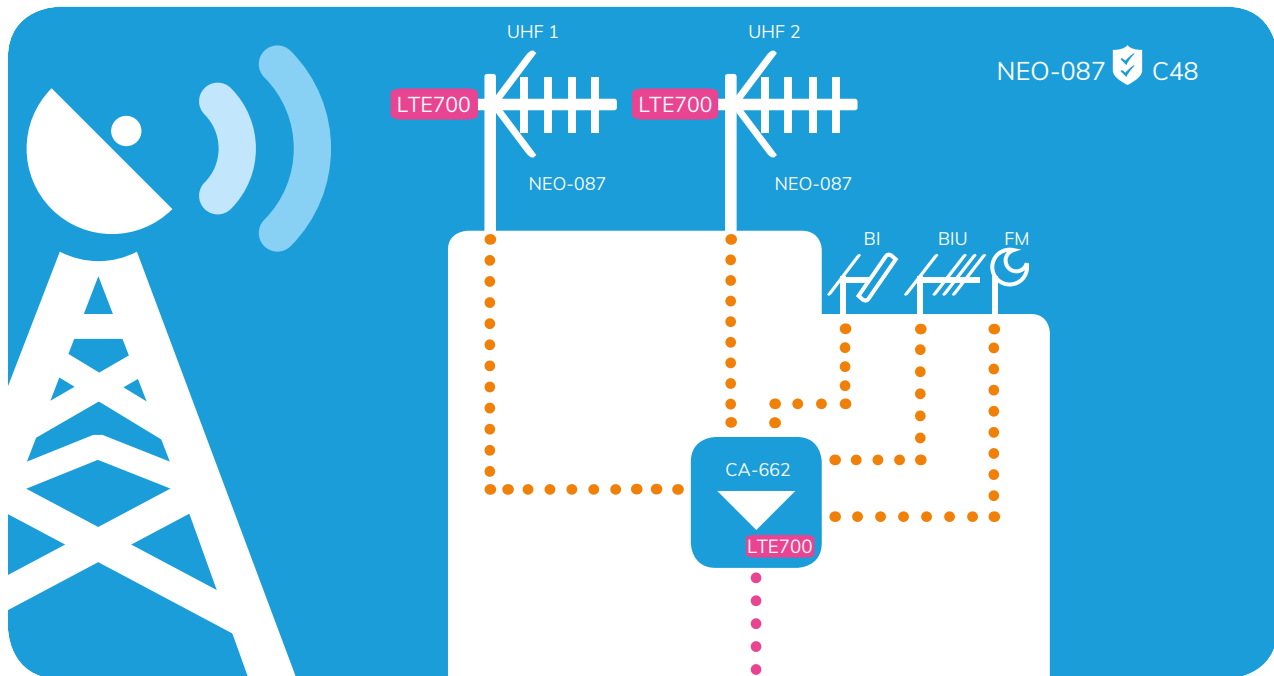 UHF 1
UHF 2
NEO-087 C48
LTE700
LTE700
NEO-087
NEO-087
BI
BIU
FM
CA-662
LTE700